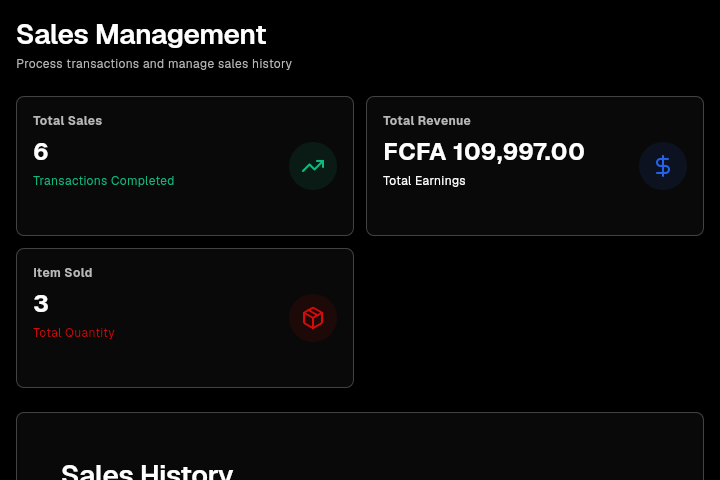 Sales Management
Process transactions and manage sales history
Total Sales
6
Transactions Completed
Total Revenue
FCFA 109,997.00
Total Earnings
Item Sold
3
Total Quantity
Sales History